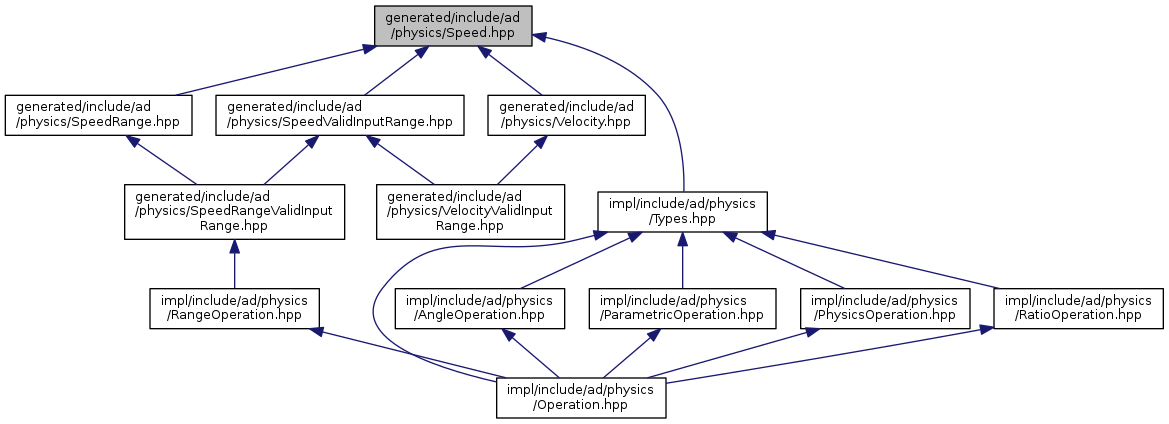 generated/include/ad
/physics/Speed.hpp
generated/include/ad
/physics/SpeedRange.hpp
generated/include/ad
/physics/SpeedValidInputRange.hpp
generated/include/ad
/physics/Velocity.hpp
generated/include/ad
/physics/SpeedRangeValidInput
Range.hpp
generated/include/ad
/physics/VelocityValidInput
Range.hpp
impl/include/ad/physics
/Types.hpp
impl/include/ad/physics
/RangeOperation.hpp
impl/include/ad/physics
/AngleOperation.hpp
impl/include/ad/physics
/ParametricOperation.hpp
impl/include/ad/physics
/PhysicsOperation.hpp
impl/include/ad/physics
/RatioOperation.hpp
impl/include/ad/physics
/Operation.hpp